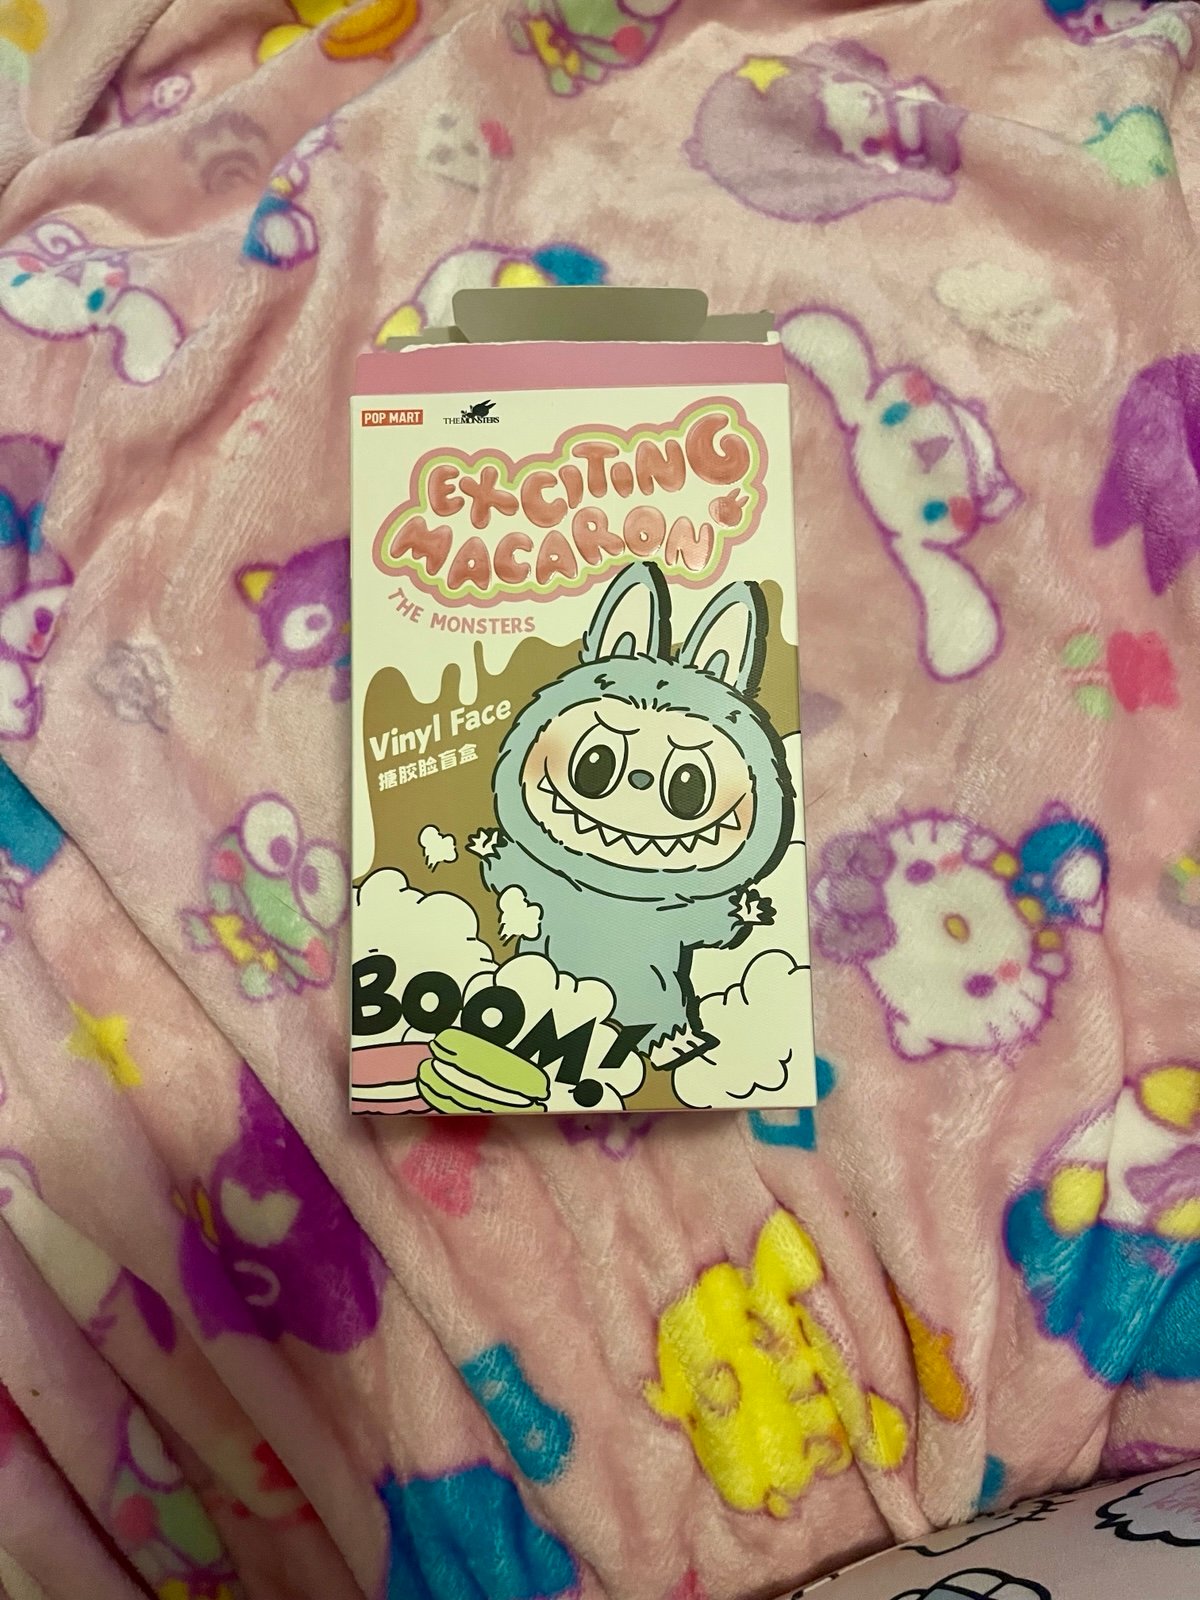 POP MART
THE MONSTERS
EXCITING
MACARON
THE MONSTERS
Vinyl Face
搪胶脸盲盒
BOOM!